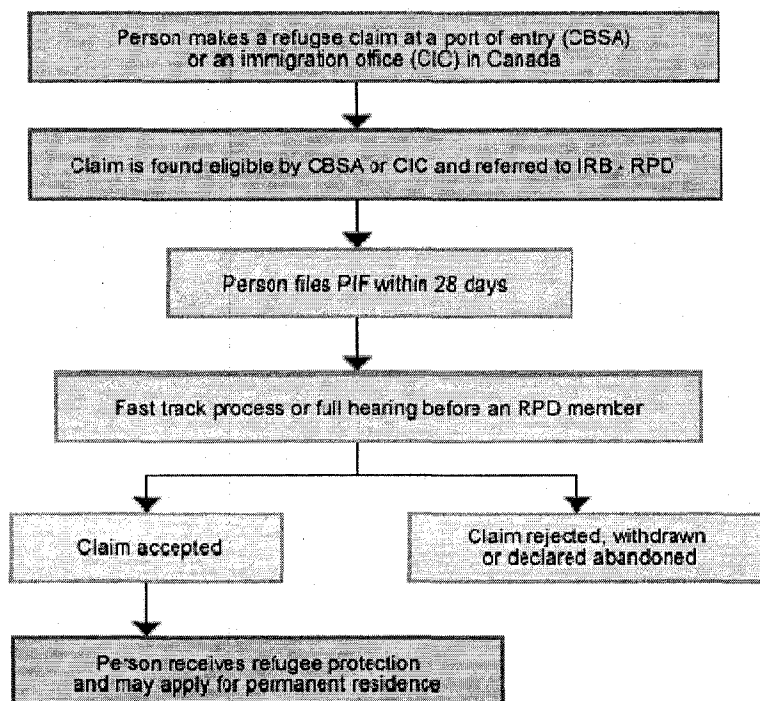 Person makes a refugee claim at a port of entry (CBSA)
or an immigration office (CIC) in Canada
Claim is found eligible by CBSA or CIC and referred to IRB - RPD
Person files PIF within 28 days
Fast track process or full hearing before an RPD member
Claim accepted
Claim rejected, withdrawn
or declared abandoned
Person receives refugee protection
and may apply for permanent residence